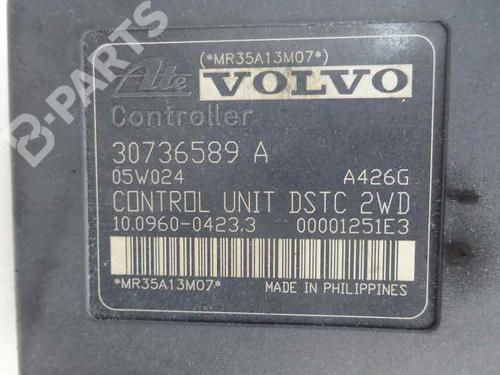 B-PARTS
(*MR35A13M07*)
Ate VOLVO
Controller
30736589 A
05W024 A426G
CONTROL UNIT DSTC 2WD
10.0960-0423.3 00001251E3
*MR35A13M07* MADE IN PHILIPPINES